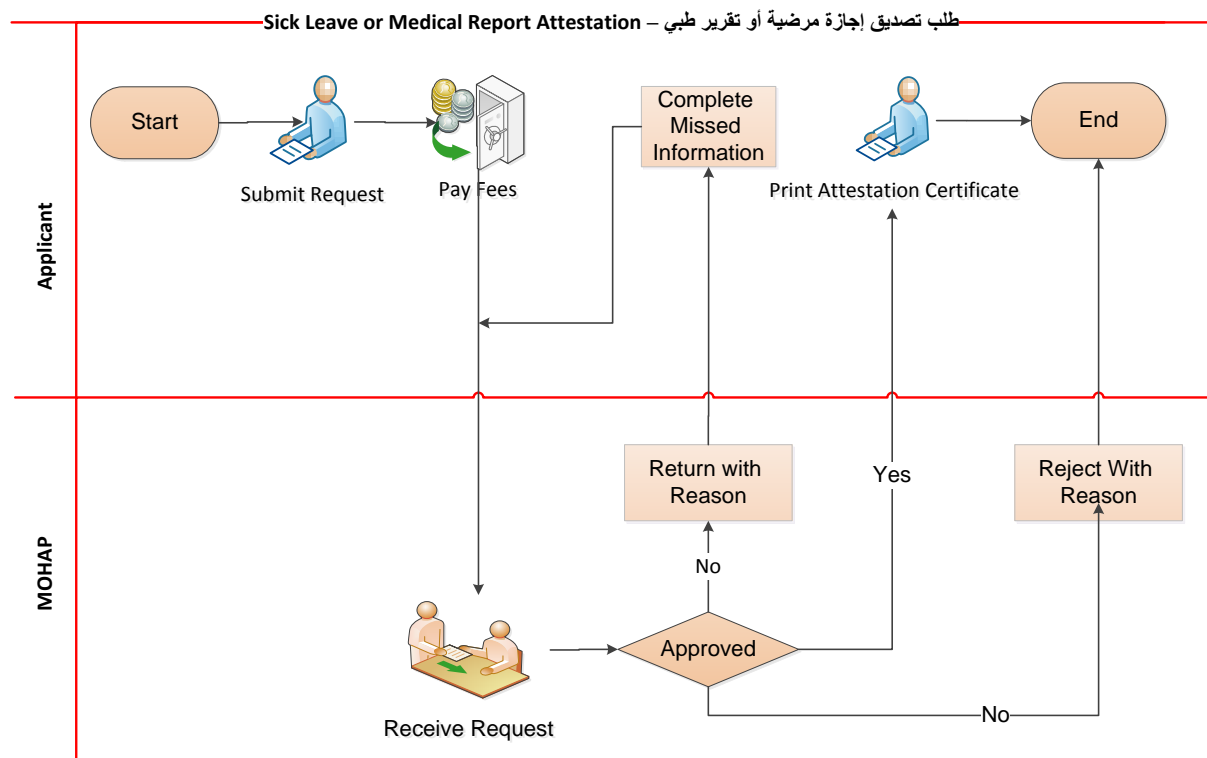 Sick Leave or Medical Report Attestation – طلب تصديق إجازة مرضية أو تقرير طبي
Applicant
Start
Submit Request
Pay Fees
Complete
Missed
Information
Print Attestation Certificate
End
MOHAP
Return with
Reason
Yes
Reject With
Reason
No
Approved
Receive Request
No